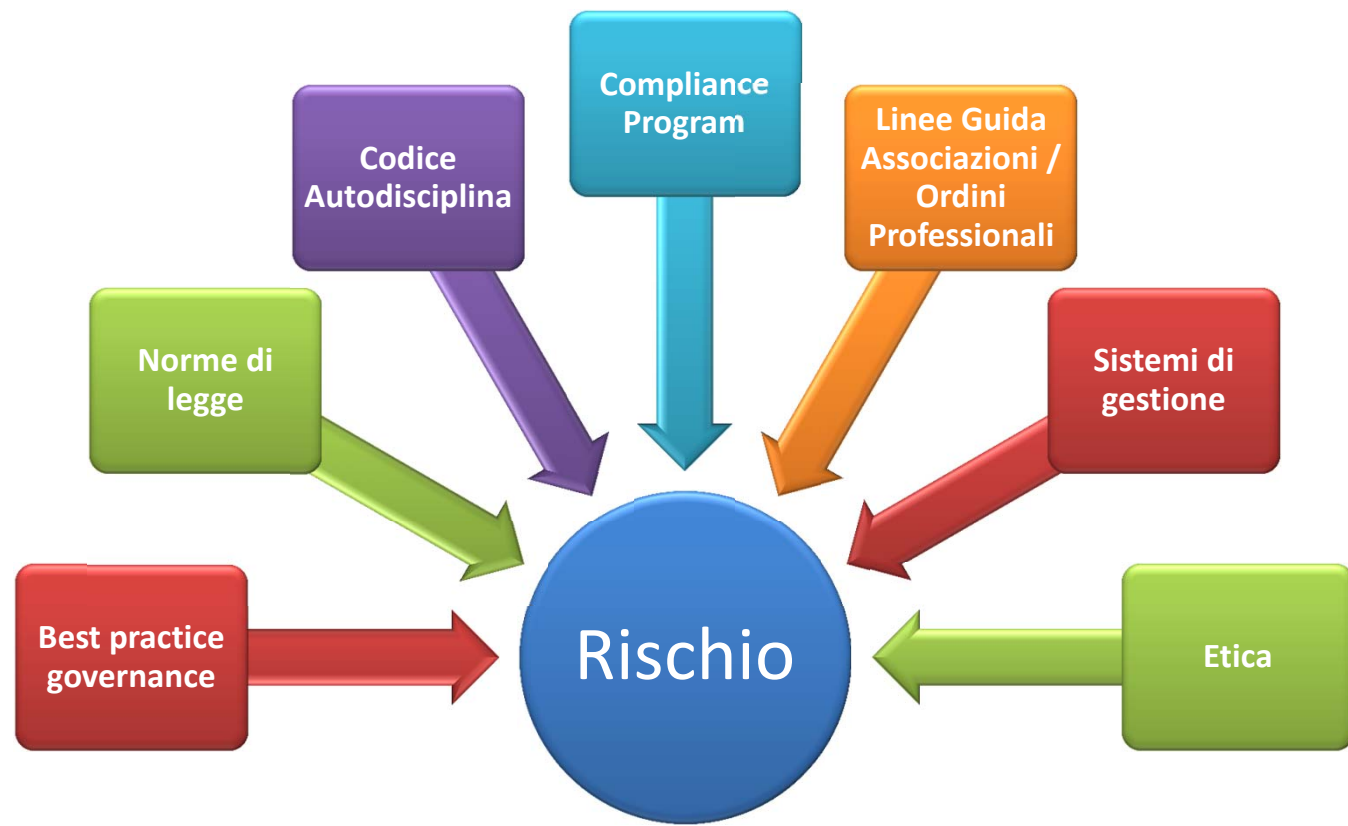 Best practice
governance
Norme di
legge
Codice
Autodisciplina
Compliance
Program
Linee Guida
Associazioni /
Ordini
Professionali
Sistemi di
gestione
Etica
Rischio